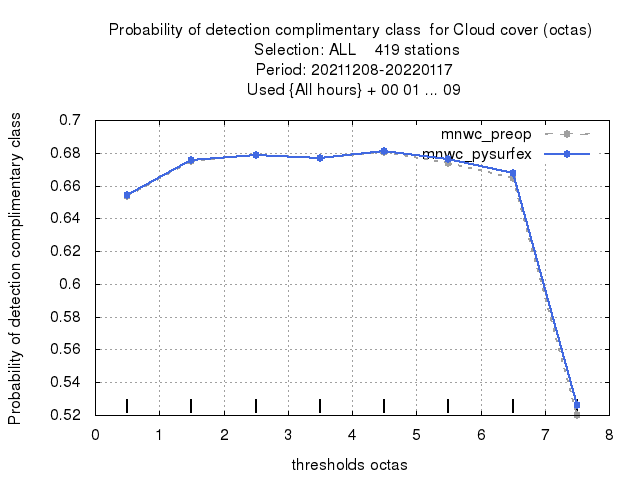 Probability of detection complimentary class  for Cloud cover (octas)
Selection: ALL    419 stations
Period: 20211208-20220117
Used {All hours} + 00 01 ... 09
Probability of detection complimentary class
0.7
0.68
0.66
0.64
0.62
0.6
0.58
0.56
0.54
0.52
mnwc_preop
mnwc_pysurfex
0 1 2 3 4 5 6 7 8
thresholds octas